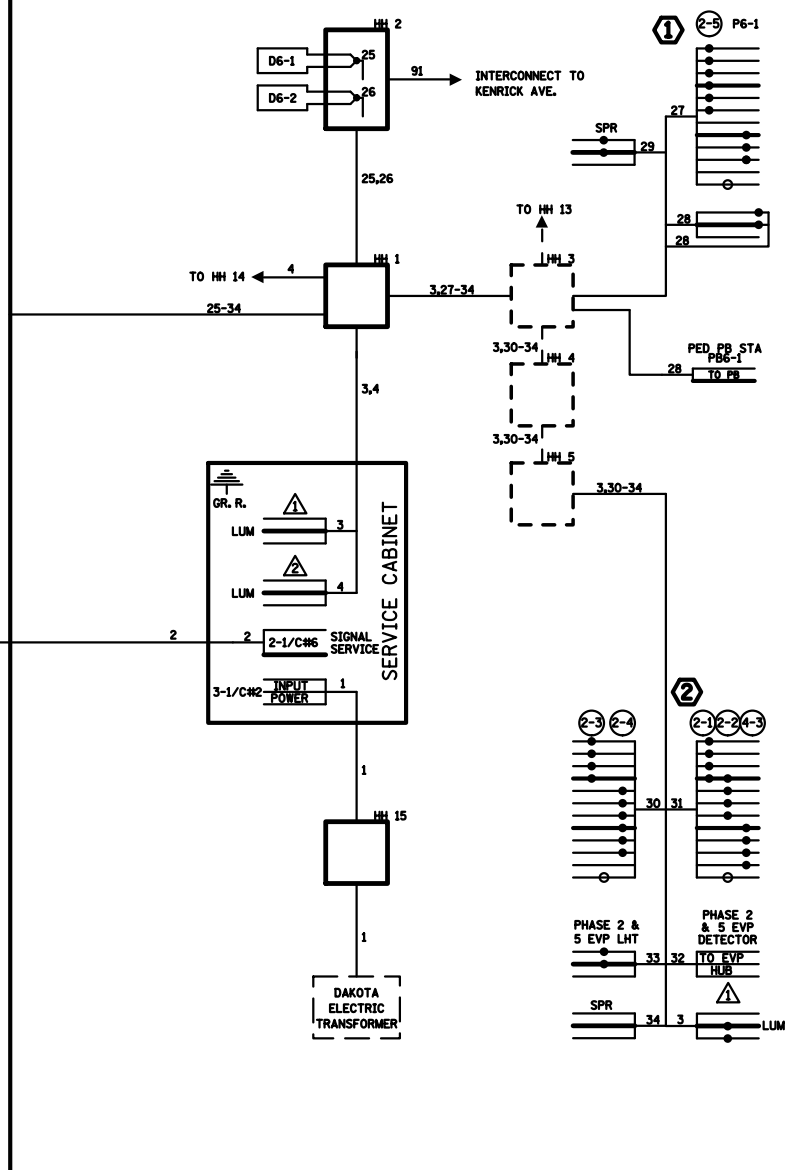 HH 2
1
2-5 P6-1
D6-1
25
D6-2
26
91
INTERCONNECT TO
KENRICK AVE.
27
SPR
29
25,26
TO HH 13
28
28
HH 1
HH 3
TO HH 14
4
3,27-34
25-34
3,30-34
HH 4
PED PB STA
PB6-1
28
TO PB
3,4
3,30-34
HH 5
3,30-34
GR. R.
1
LUM
3
2
LUM
4
SERVICE CABINET
2
2
2-1/C#6
SIGNAL
SERVICE
3-1/C#2
INPUT
POWER
1
2
2-3 2-4
2-1 2-2 4-3
1
30 31
HH 15
1
PHASE 2 &
5 EVP LHT
PHASE 2
& 5 EVP
DETECTOR
33 32
TO EVP
HUB
DAKOTA
ELECTRIC
TRANSFORMER
1
SPR
34 3
LUM